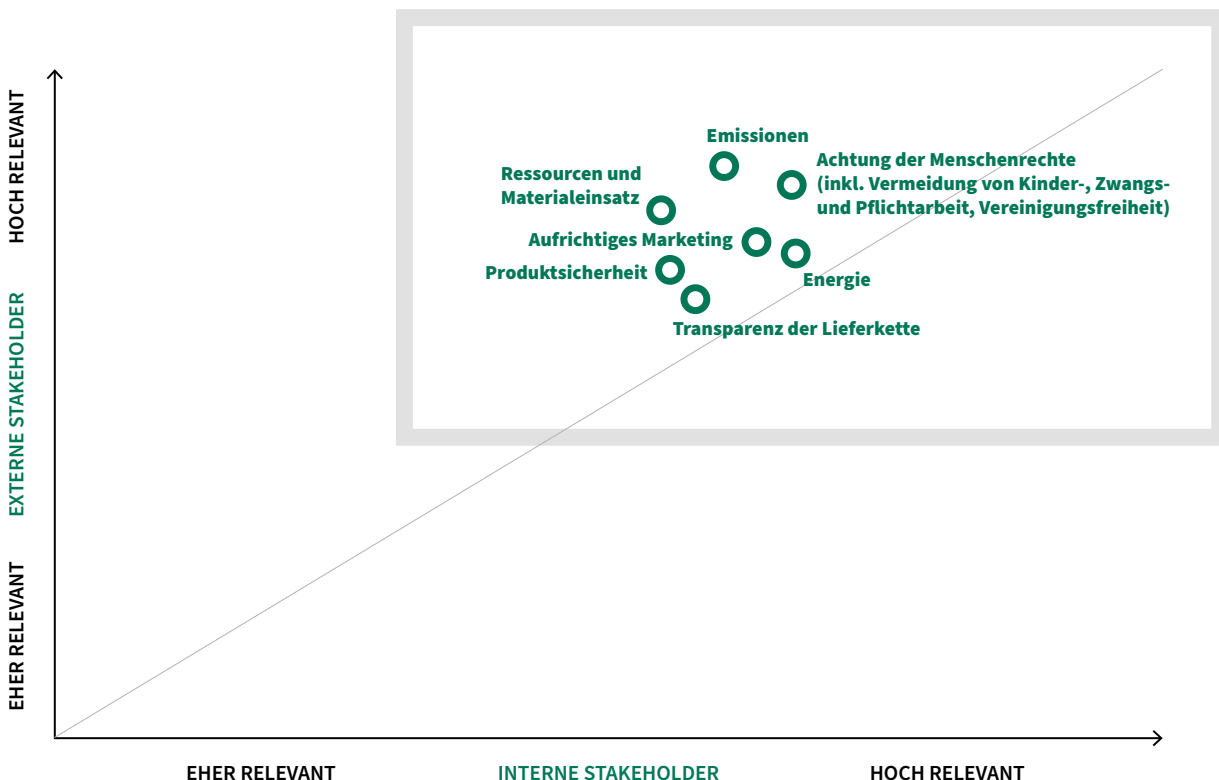 HOCH RELEVANT
EXTERNE STAKEHOLDER
EHER RELEVANT
Emissionen
Achtung der Menschenrechte
(inkl. Vermeidung von Kinder-, Zwangs-
und Pflichtarbeit, Vereinigungsfreiheit)
Ressourcen und
Materialeinsatz
Aufrichtiges Marketing
Produktsicherheit
Energie
Transparenz der Lieferkette
EHER RELEVANT
INTERNE STAKEHOLDER
HOCH RELEVANT